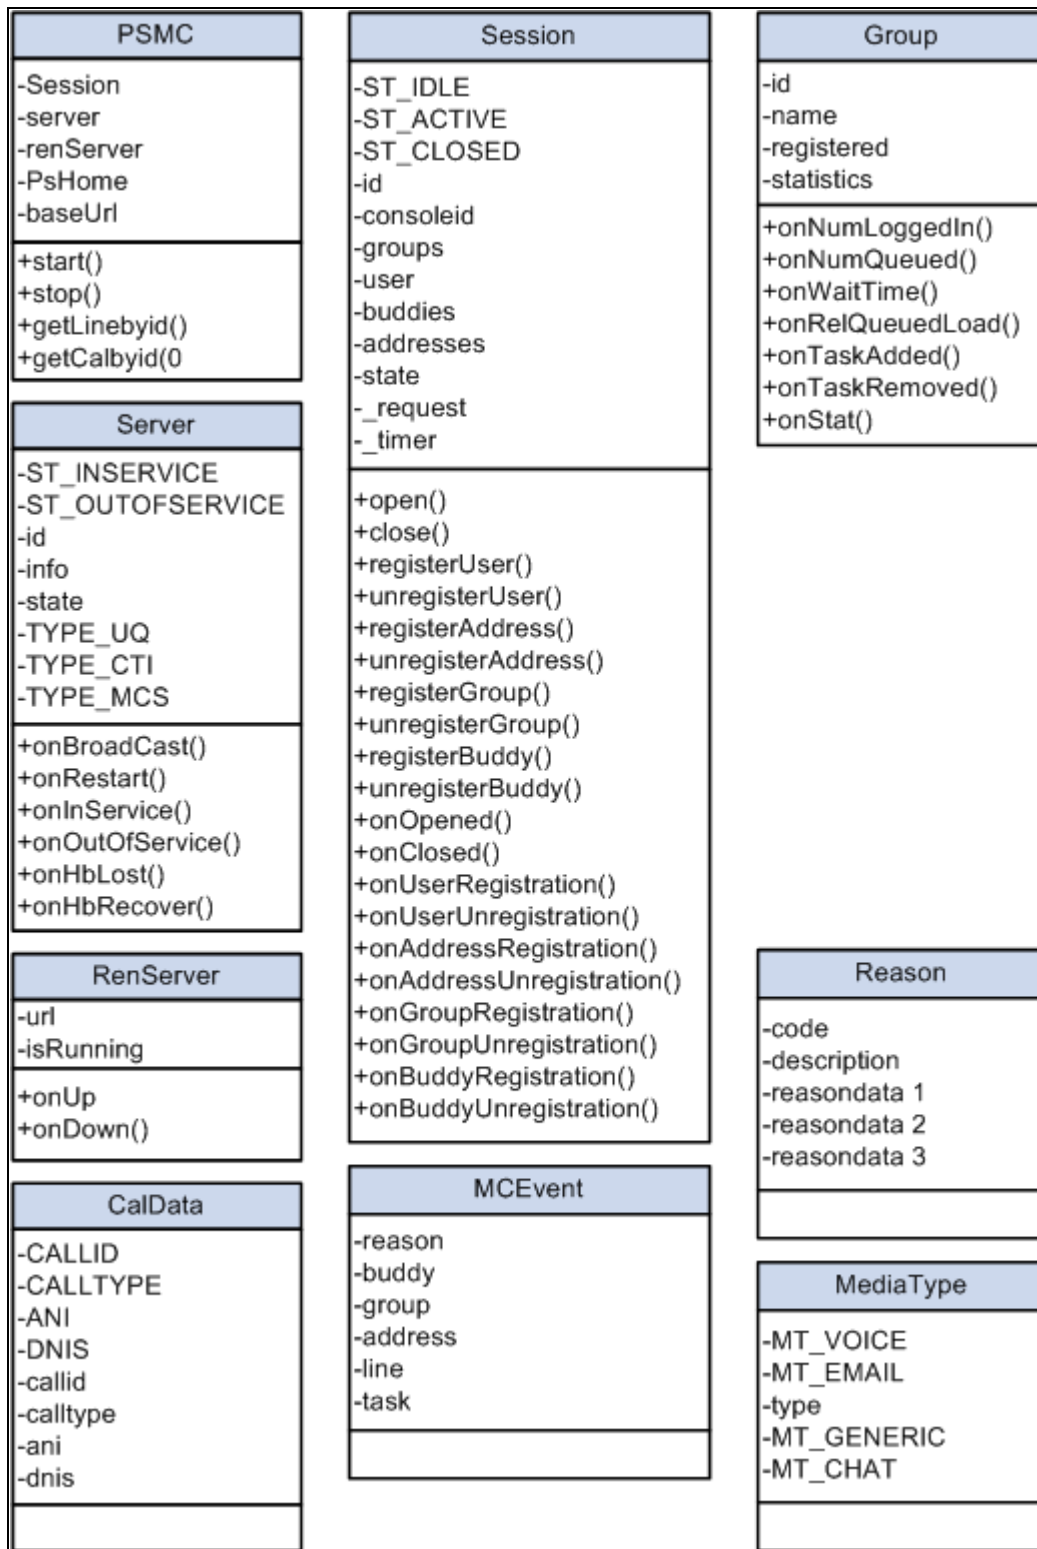 PSMC
-Session
-server
-renServer
-PsHome
-baseUrl
+start()
+stop()
+getLinebyid()
+getCalbyid(0
Server
-ST_INSERVICE
-ST_OUTOFSERVICE
-id
-info
-state
-TYPE_UQ
-TYPE_CTI
-TYPE_MCS
+onBroadCast()
+onRestart()
+onInService()
+onOutOfService()
+onHbLost()
+onHbRecover()
RenServer
-url
-isRunning
+onUp
+onDown()
CalData
-CALLID
-CALLTYPE
-ANI
-DNIS
-callid
-calltype
-ani
-dnis
Session
-ST_IDLE
-ST_ACTIVE
-ST_CLOSED
-id
-consoleid
-groups
-user
-buddies
-addresses
-state
-_request
-_timer
+open()
+close()
+registerUser()
+unregisterUser()
+registerAddress()
+unregisterAddress()
+registerGroup()
+unregisterGroup()
+registerBuddy()
+unregisterBuddy()
+onOpened()
+onClosed()
+onUserRegistration()
+onUserUnregistration()
+onAddressRegistration()
+onAddressUnregistration()
+onGroupRegistration()
+onGroupUnregistration()
+onBuddyRegistration()
+onBuddyUnregistration()
MCEvent
-reason
-buddy
-group
-address
-line
-task
Group
-id
-name
-registered
-statistics
+onNumLoggedIn()
+onNumQueued()
+onWaitTime()
+onRelQueuedLoad()
+onTaskAdded()
+onTaskRemoved()
+onStat()
Reason
-code
-description
-reasondata 1
-reasondata 2
-reasondata 3
MediaType
-MT_VOICE
-MT_EMAIL
-type
-MT_GENERIC
-MT_CHAT